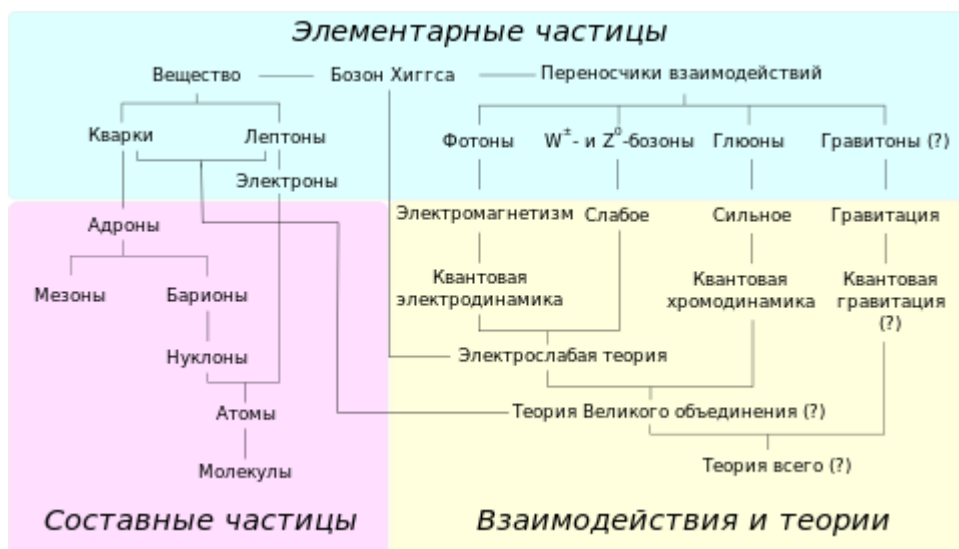 Элементарные частицы
Вещество Бозон Хиггса Переносчики взаимодействий
Кварки Лептоны Фотоны W±- и Z⁰-бозоны Глюоны Гравитоны (?)
Электроны
Адроны Электромагнетизм Слабое Сильное Гравитация
Мезоны Барионы
Квантовая электродинамика
Квантовая хромодинамика
Квантовая гравитация (?)
Нуклоны Электрослабая теория
Атомы Теория Великого объединения (?)
Молекулы Теория всего (?)
Составные частицы Взаимодействия и теории